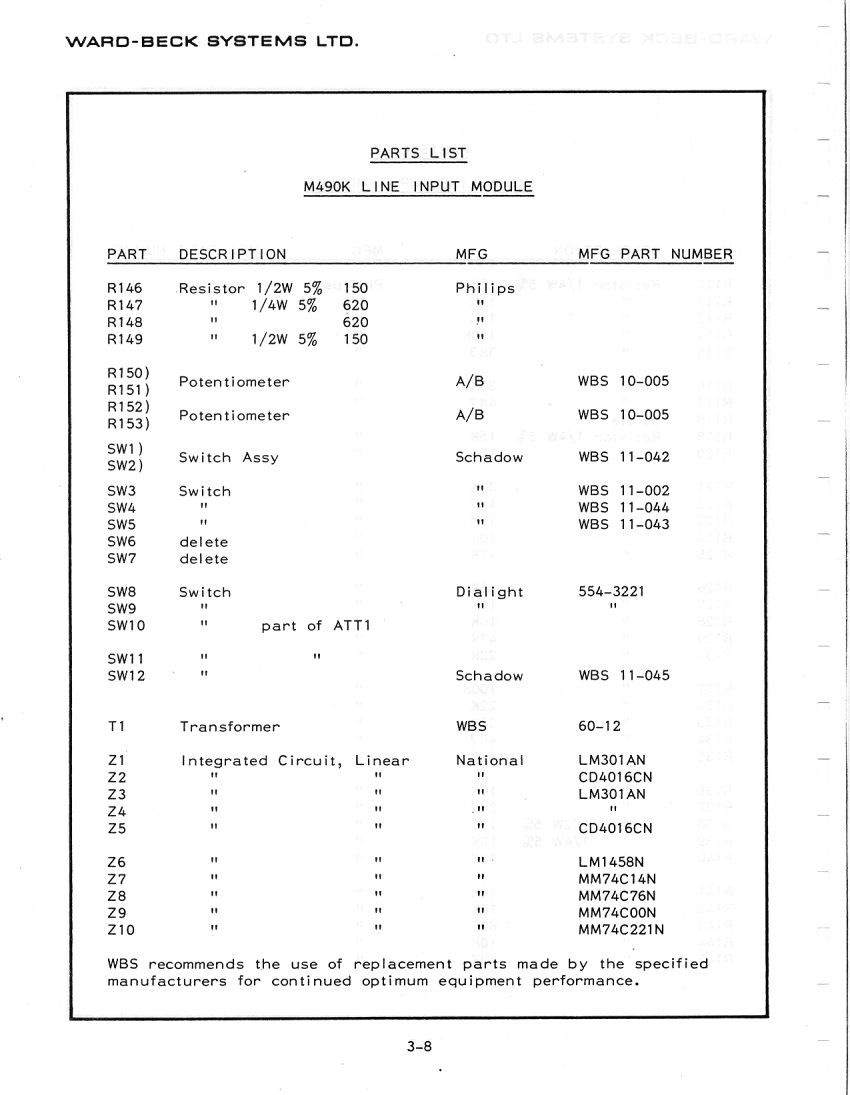 WARD-BECK SYSTEMS LTD.
PARTS LIST
M490K LINE INPUT MODULE
PART DESCRIPTION MFG MFG PART NUMBER
R146 Resistor 1/2W 5% 150 Philips
R147 " 1/4W 5% 620 "
R148 " 620 "
R149 " 1/2W 5% 150 "
R150)
R151) Potentiometer A/B WBS 10-005
R152)
R153) Potentiometer A/B WBS 10-005
SW1)
SW2) Switch Assy Schadow WBS 11-042
SW3 Switch " WBS 11-002
SW4 " " WBS 11-044
SW5 " " WBS 11-043
SW6 delete
SW7 delete
SW8 Switch Dialight 554-3221
SW9 " " "
SW10 " part of ATT1
SW11 " "
SW12 " Schadow WBS 11-045
T1 Transformer WBS 60-12
Z1 Integrated Circuit, Linear National LM301AN
Z2 " " " CD4016CN
Z3 " " " LM301AN
Z4 " " " "
Z5 " " " CD4016CN
Z6 " " " LM1458N
Z7 " " " MM74C14N
Z8 " " " MM74C76N
Z9 " " " MM74C00N
Z10 " " " MM74C221N
WBS recommends the use of replacement parts made by the specified
manufacturers for continued optimum equipment performance.
3-8